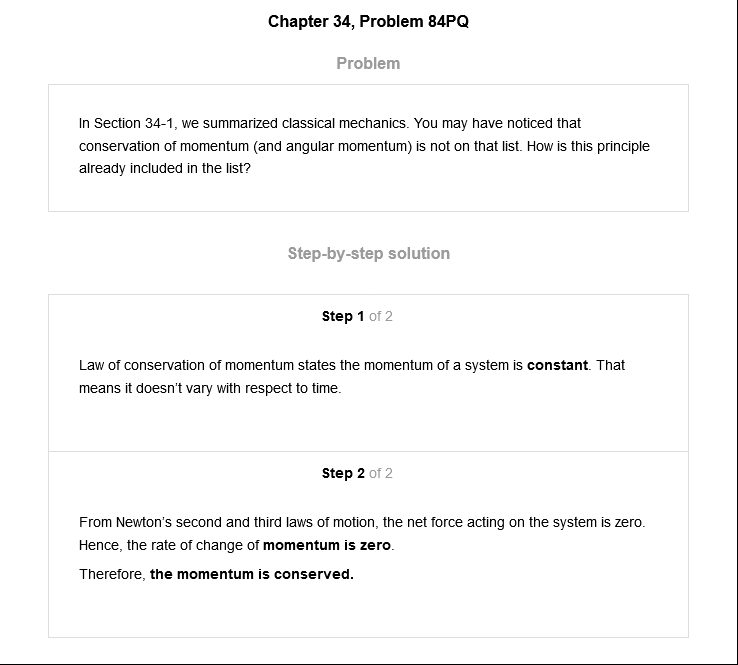 Chapter 34, Problem 84PQ
Problem
In Section 34-1, we summarized classical mechanics. You may have noticed that
conservation of momentum (and angular momentum) is not on that list. How is this principle
already included in the list?
Step-by-step solution
Step 1 of 2
Law of conservation of momentum states the momentum of a system is constant. That
means it doesn’t vary with respect to time.
Step 2 of 2
From Newton’s second and third laws of motion, the net force acting on the system is zero.
Hence, the rate of change of momentum is zero.
Therefore, the momentum is conserved.